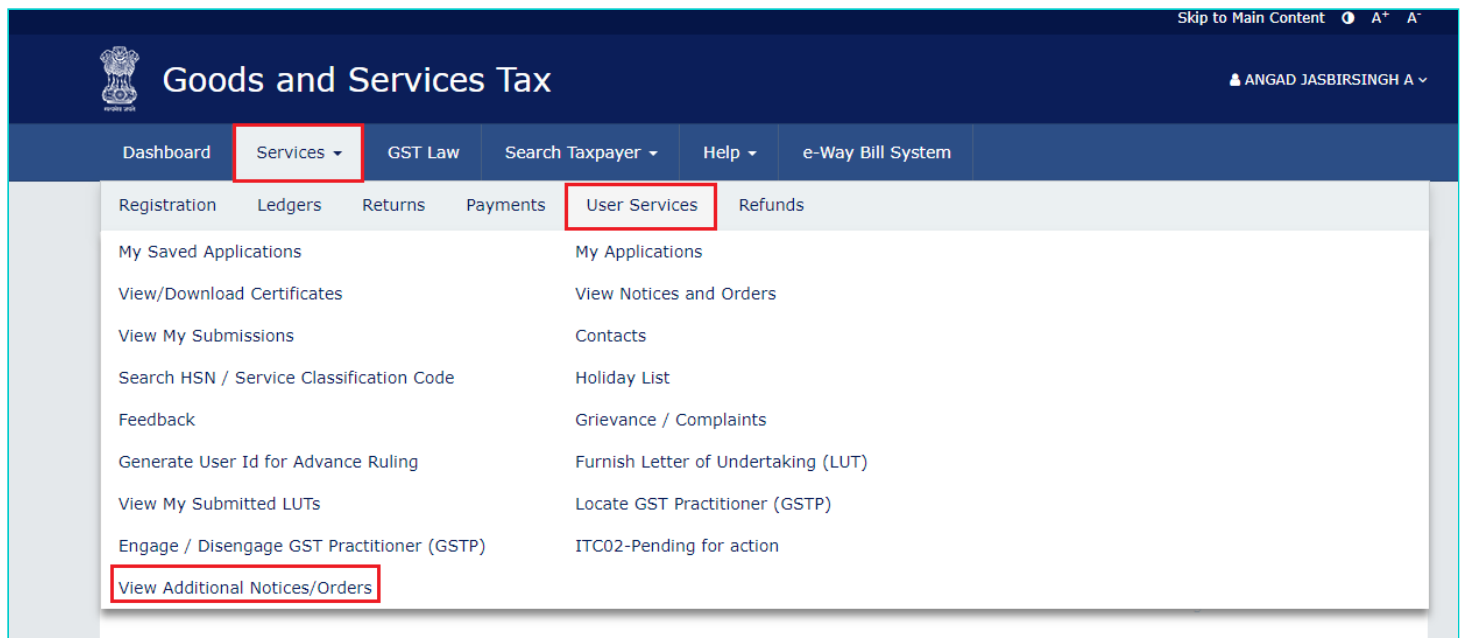 Skip to Main Content A+ A-
Goods and Services Tax
ANGAD JASBIRSINGH A
Dashboard Services GST Law Search Taxpayer Help e-Way Bill System
Registration Ledgers Returns Payments User Services Refunds
My Saved Applications My Applications
View/Download Certificates View Notices and Orders
View My Submissions Contacts
Search HSN / Service Classification Code Holiday List
Feedback Grievance / Complaints
Generate User Id for Advance Ruling Furnish Letter of Undertaking (LUT)
View My Submitted LUTs Locate GST Practitioner (GSTP)
Engage / Disengage GST Practitioner (GSTP) ITC02-Pending for action
View Additional Notices/Orders